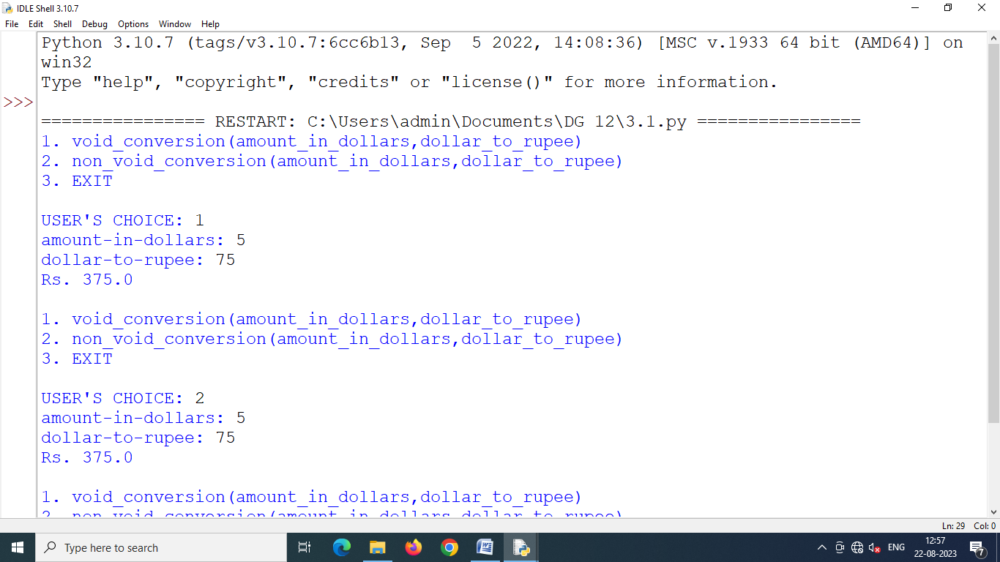 IDLE Shell 3.10.7
File Edit Shell Debug Options Window Help
Python 3.10.7 (tags/v3.10.7:6cc6b13, Sep  5 2022, 14:08:36) [MSC v.1933 64 bit (AMD64)] on
win32
Type "help", "copyright", "credits" or "license()" for more information.
>>>
================ RESTART: C:\Users\admin\Documents\DG 12\3.1.py ================
1. void_conversion(amount_in_dollars,dollar_to_rupee)
2. non_void_conversion(amount_in_dollars,dollar_to_rupee)
3. EXIT
USER'S CHOICE: 1
amount-in-dollars: 5
dollar-to-rupee: 75
Rs. 375.0
1. void_conversion(amount_in_dollars,dollar_to_rupee)
2. non_void_conversion(amount_in_dollars,dollar_to_rupee)
3. EXIT
USER'S CHOICE: 2
amount-in-dollars: 5
dollar-to-rupee: 75
Rs. 375.0
1. void_conversion(amount_in_dollars,dollar_to_rupee)
2. non_void_conversion(amount_in_dollars,dollar_to_rupee)
Ln: 29 Col: 0
Type here to search
ENG
12:57
22-08-2023
7